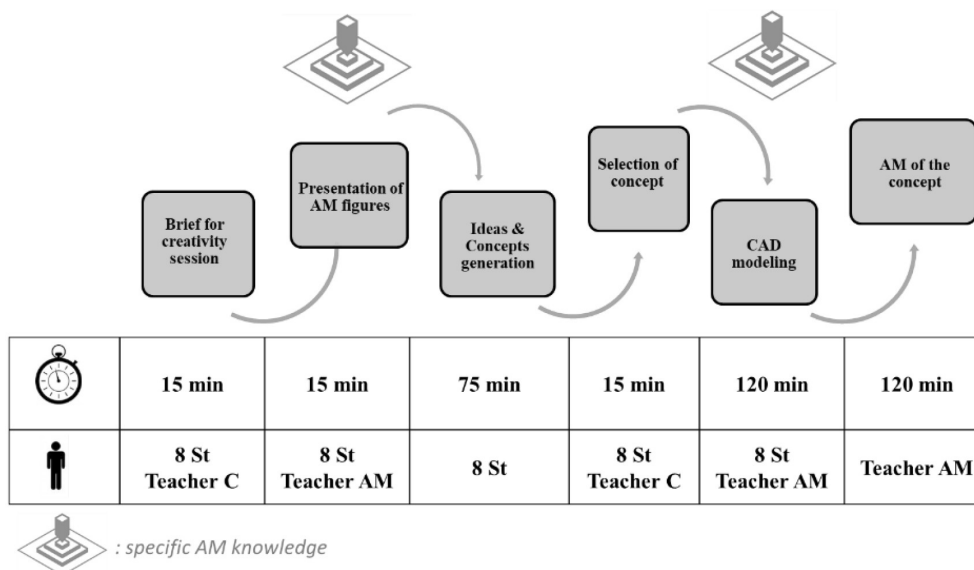 Brief for
creativity
session
Presentation of
AM figures
Ideas &
Concepts
generation
Selection of
concept
CAD
modeling
AM of the
concept
15 min
15 min
75 min
15 min
120 min
120 min
8 St
Teacher C
8 St
Teacher AM
8 St
8 St
Teacher C
8 St
Teacher AM
Teacher AM
: specific AM knowledge